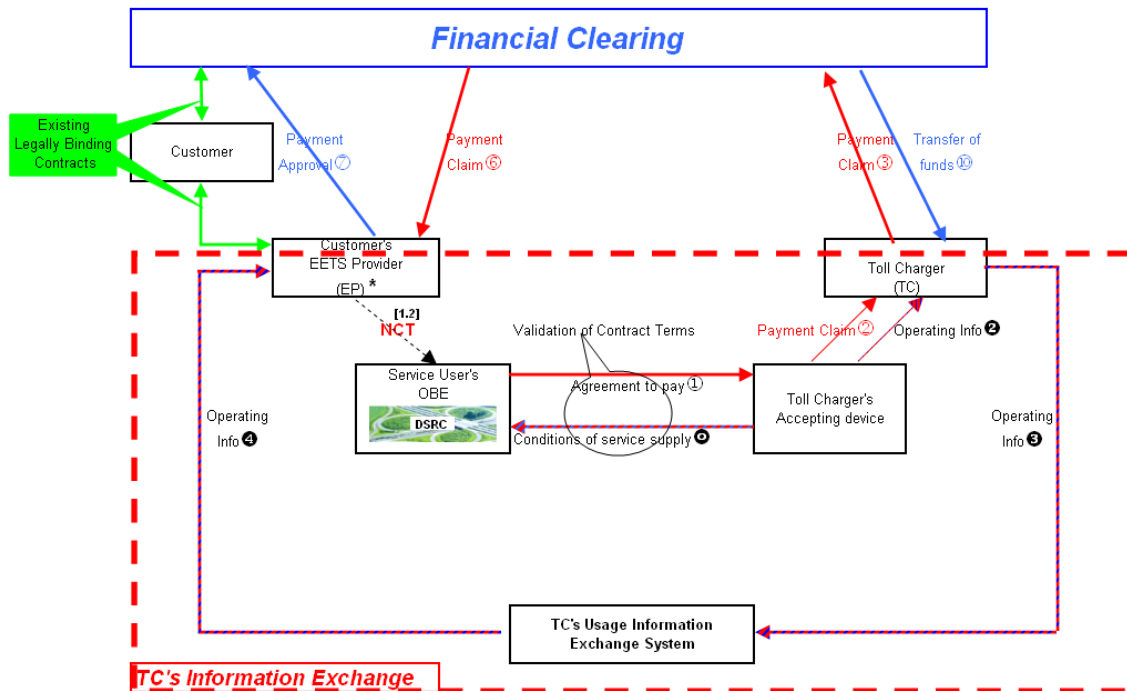 Financial Clearing
Existing
Legally Binding
Contracts
Customer
Payment
Approval⑦
Payment
Claim⑥
Payment
Claim③
Transfer of
funds⑩
Customer's
EETS Provider
(EP) *
Toll Charger
(TC)
[1.2]
NCT
Validation of Contract Terms
Payment Claim②
Operating Info❷
Service User's
OBE
DSRC
Agreement to pay①
Conditions of service supply⓿
Toll Charger's
Accepting device
Operating
Info❹
Operating
Info❸
TC's Usage Information
Exchange System
TC's Information Exchange